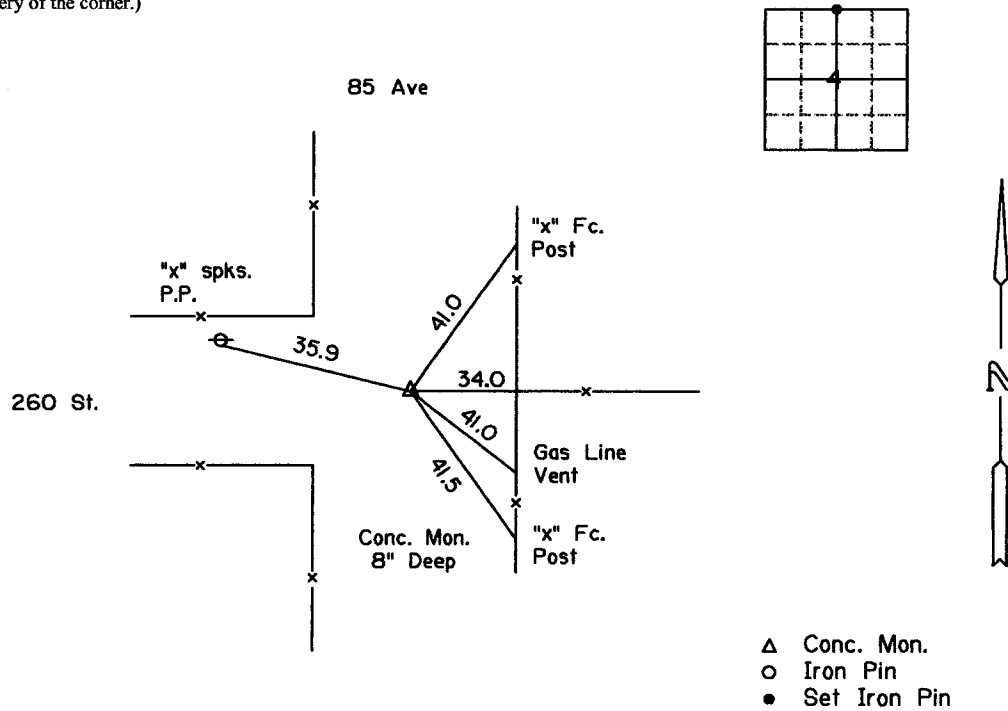 ery of the corner.)
85 Ave
"x" Fc.
Post
"x" spks.
P.P.
41.0
35.9
34.0
260 St.
41.0
Gas Line
Vent
41.5
Conc. Mon.
8" Deep
"x" Fc.
Post
N
Conc. Mon.
Iron Pin
Set Iron Pin